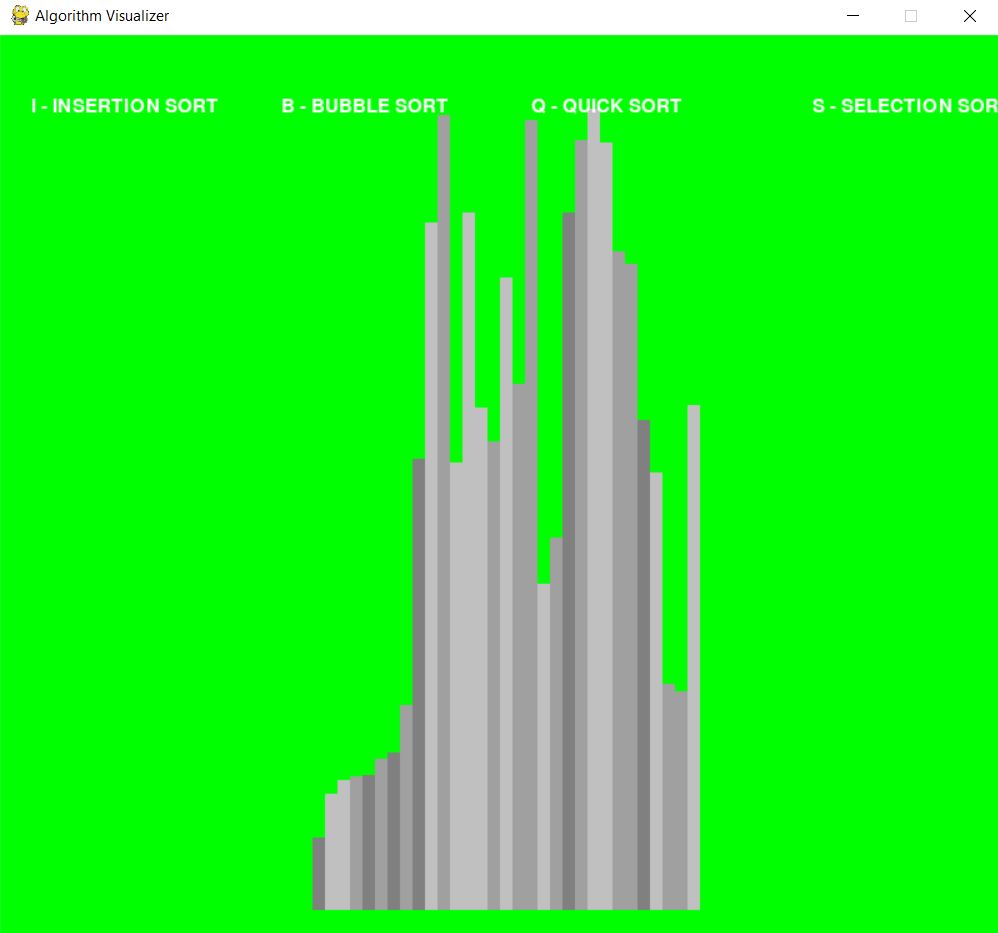 Algorithm Visualizer
I - INSERTION SORT B - BUBBLE SORT Q - QUICK SORT S - SELECTION SOR